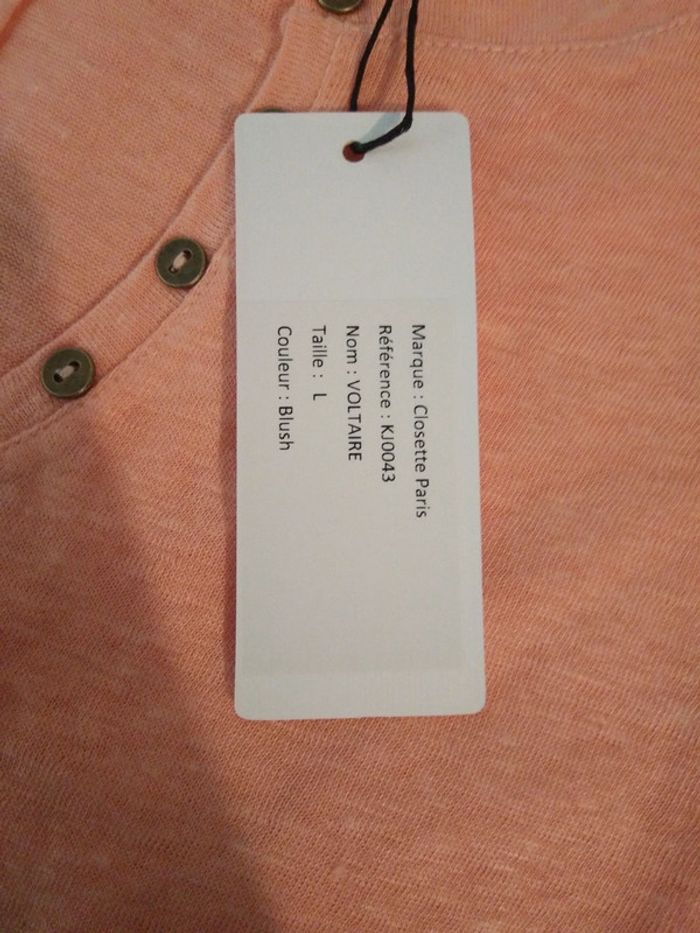 Marque : Closette Paris
Référence : KJ0043
Nom : VOLTAIRE
Taille : L
Couleur : Blush